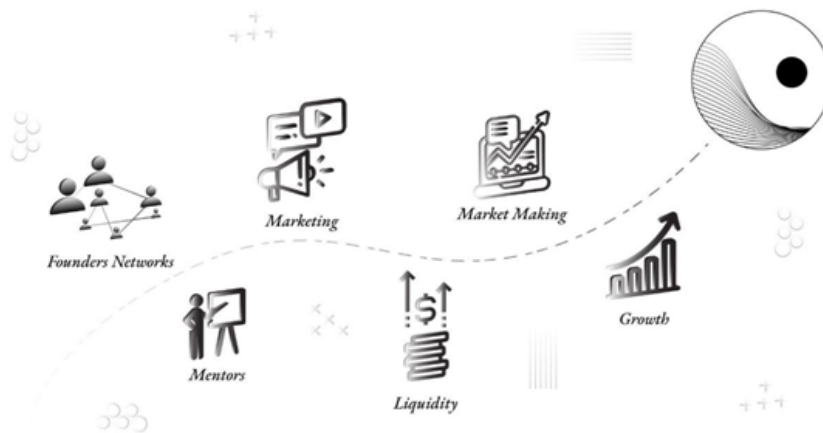 Marketing
Market Making
Founders Networks
Growth
Mentors
Liquidity